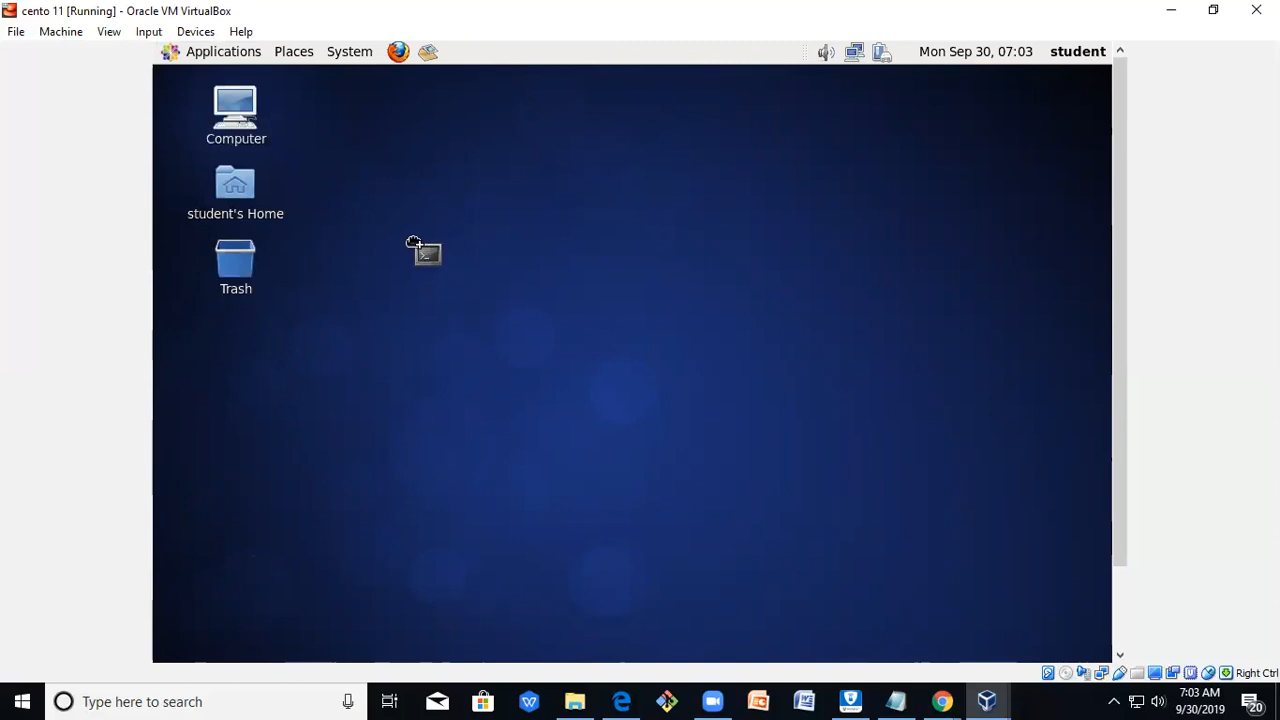 cento 11 [Running] - Oracle VM VirtualBox
File Machine View Input Devices Help
Applications Places System Mon Sep 30, 07:03 student
Computer
student's Home
Trash
Right Ctrl
Type here to search
7:03 AM
9/30/2019
20